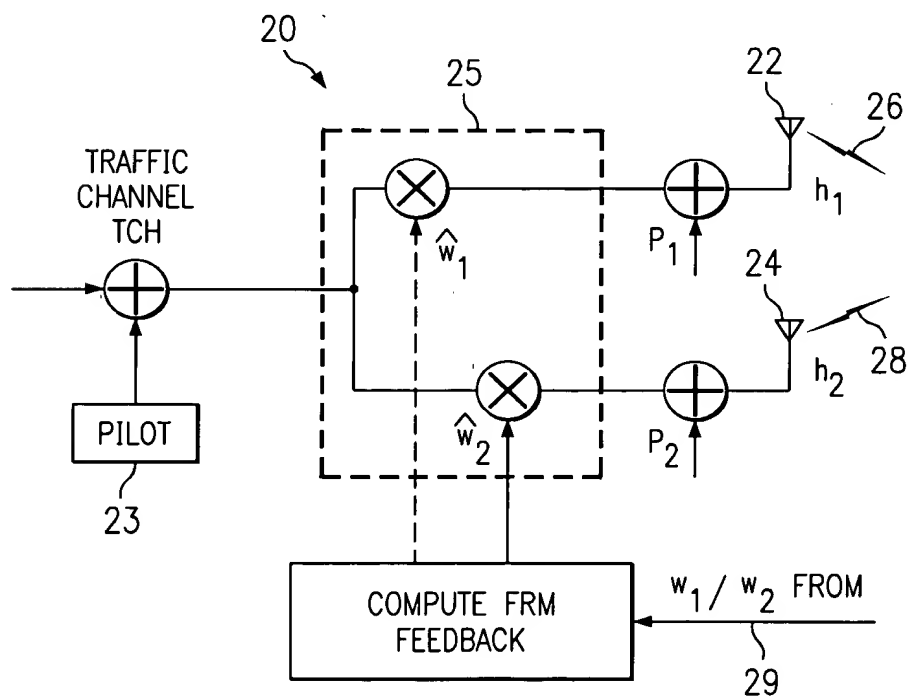 20
25
22
26
TRAFFIC
CHANNEL
TCH
ŵ₁
P₁
h₁
24
28
PILOT
23
ŵ₂
P₂
h₂
COMPUTE FRM
FEEDBACK
w₁/w₂ FROM
29